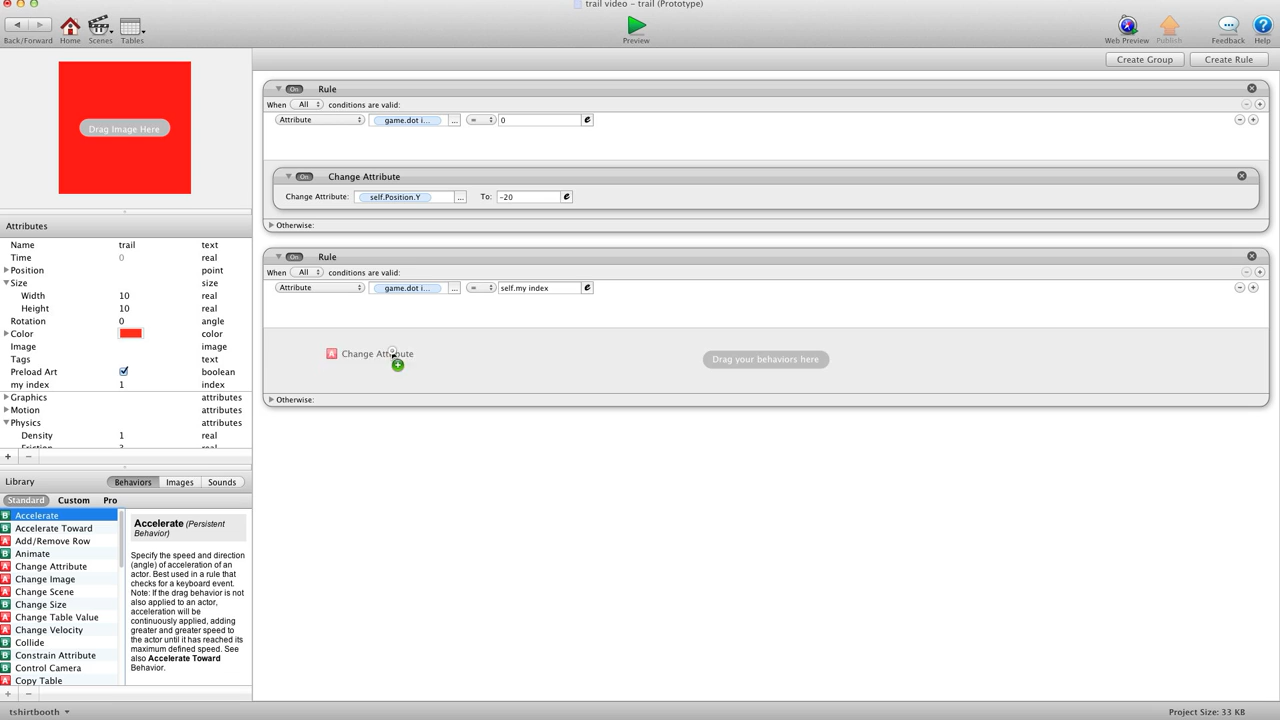 trail video – trail (Prototype)
Back/Forward Home Scenes Tables Preview Web Preview Publish Feedback Help
Create Group Create Rule
Drag Image Here
Rule
On
When All conditions are valid:
Attribute game.dot i... ... = 0 e
On Change Attribute
Change Attribute: self.Position.Y ... To: -20 e
Otherwise:
On Rule
When All conditions are valid:
Attribute game.dot i... ... = self.my index e
A Change Attribute
Drag your behaviors here
Otherwise:
Attributes
Name trail text
Time 0 real
Position point
Size size
Width 10 real
Height 10 real
Rotation 0 angle
Color color
Image image
Tags text
Preload Art boolean
my index 1 index
Graphics attributes
Motion attributes
Physics attributes
Density 1 real
Library Behaviors Images Sounds
Standard Custom Pro
B Accelerate
B Accelerate Toward
A Add/Remove Row
B Animate
A Change Attribute
A Change Image
A Change Scene
B Change Size
A Change Table Value
A Change Velocity
B Collide
B Constrain Attribute
B Control Camera
A Copy Table
Accelerate (Persistent
Behavior)
Specify the speed and direction
(angle) of acceleration of an
actor. Best used in a rule that
checks for a keyboard event.
Note: If the drag behavior is not
also applied to an actor,
acceleration will be
continuously applied, adding
greater and greater speed to
the actor until it has reached its
maximum defined speed. See
also Accelerate Toward
Behavior.
tshirtbooth
Project Size: 33 KB